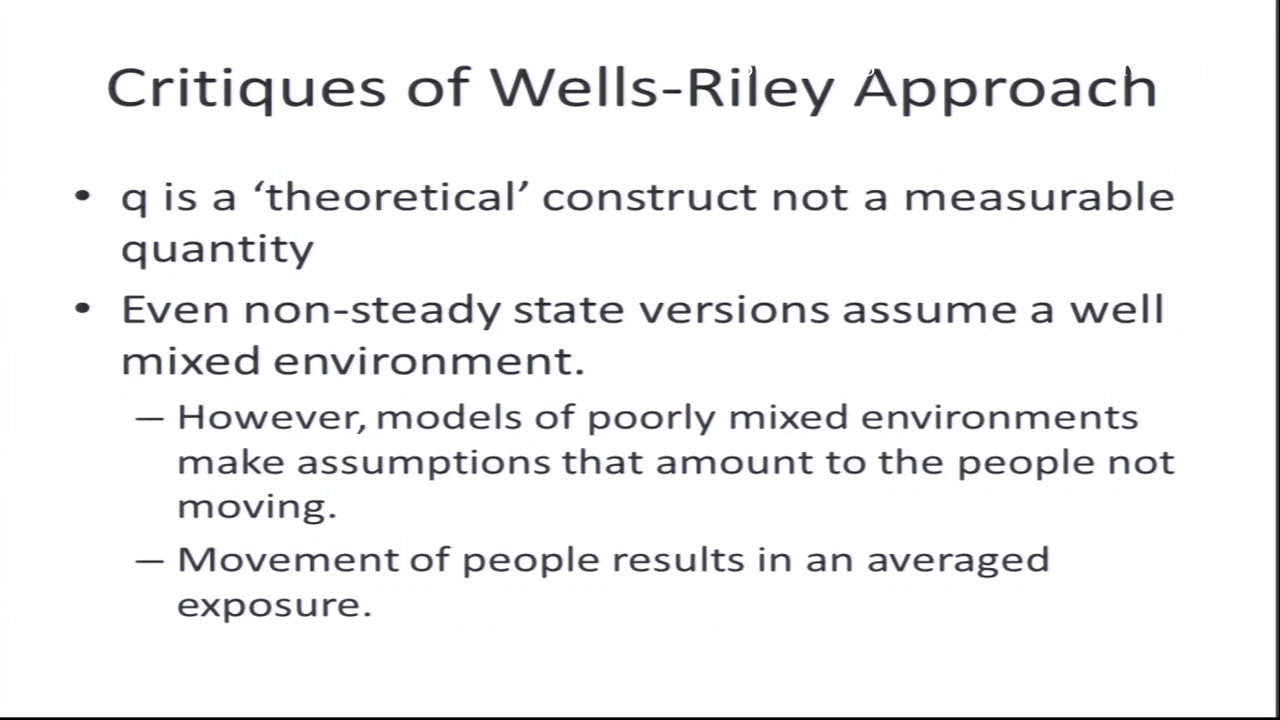 Critiques of Wells-Riley Approach
• q is a ‘theoretical’ construct not a measurable
quantity
• Even non-steady state versions assume a well
mixed environment.
– However, models of poorly mixed environments
make assumptions that amount to the people not
moving.
– Movement of people results in an averaged
exposure.